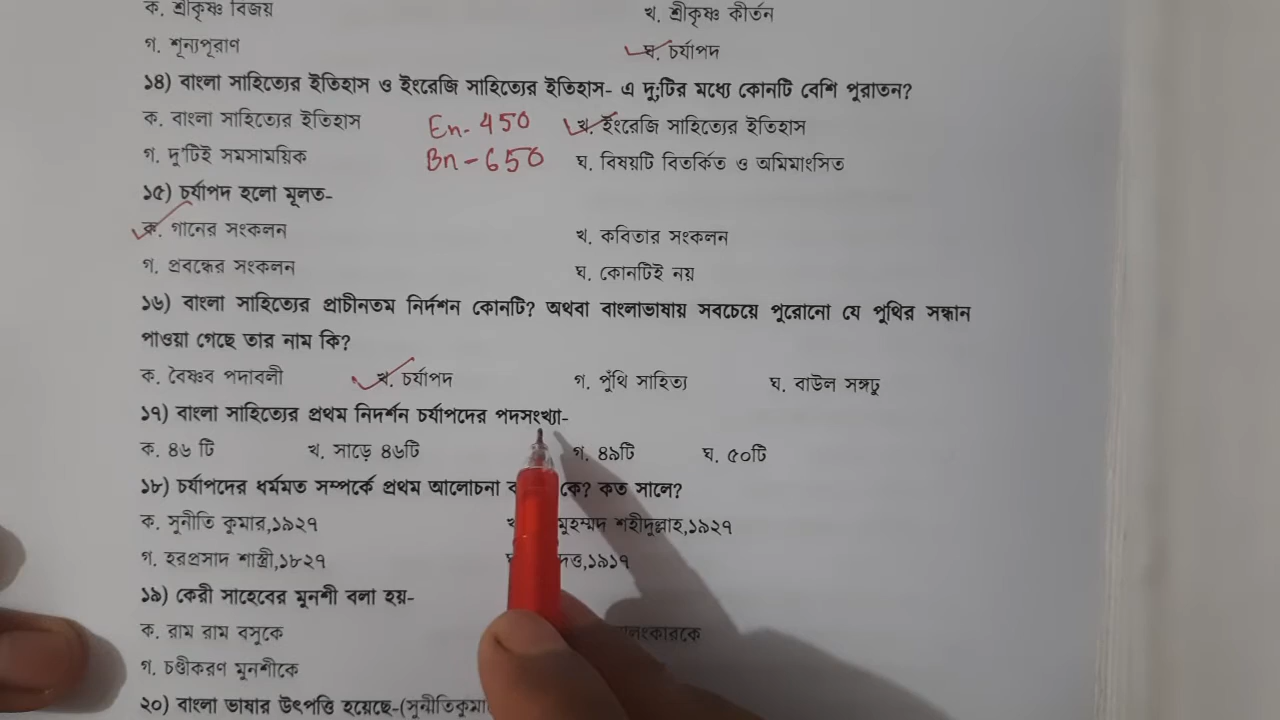 ক. শ্রীকৃষ্ণ বিজয় খ. শ্রীকৃষ্ণ কীর্তন
গ. শূন্যপূরাণ ঘ. চর্যাপদ
১৪) বাংলা সাহিত্যের ইতিহাস ও ইংরেজি সাহিত্যের ইতিহাস- এ দু;টির মধ্যে কোনটি বেশি পুরাতন?
ক. বাংলা সাহিত্যের ইতিহাস En- 450 খ. ইংরেজি সাহিত্যের ইতিহাস
গ. দু'টিই সমসাময়িক Bn - 650 ঘ. বিষয়টি বিতর্কিত ও অমিমাংসিত
১৫) চর্যাপদ হলো মূলত-
ক. গানের সংকলন খ. কবিতার সংকলন
গ. প্রবন্ধের সংকলন ঘ. কোনটিই নয়
১৬) বাংলা সাহিত্যের প্রাচীনতম নির্দশন কোনটি? অথবা বাংলাভাষায় সবচেয়ে পুরোনো যে পুথির সন্ধান
পাওয়া গেছে তার নাম কি?
ক. বৈষ্ণব পদাবলী খ. চর্যাপদ গ. পুঁথি সাহিত্য ঘ. বাউল সঙ্গঢ়
১৭) বাংলা সাহিত্যের প্রথম নিদর্শন চর্যাপদের পদসংখ্যা-
ক. ৪৬ টি খ. সাড়ে ৪৬টি গ. ৪৯টি ঘ. ৫০টি
১৮) চর্যাপদের ধর্মমত সম্পর্কে প্রথম আলোচনা কে? কত সালে?
ক. সুনীতি কুমার,১৯২৭ মুহম্মদ শহীদুল্লাহ,১৯২৭
গ. হরপ্রসাদ শাস্ত্রী,১৮২৭ ,১৯১৭
১৯) কেরী সাহেবের মুনশী বলা হয়-
ক. রাম রাম বসুকে
গ. চণ্ডীকরণ মুনশীকে
২০) বাংলা ভাষার উৎপত্তি হয়েছে-(সুনীতিকুমা